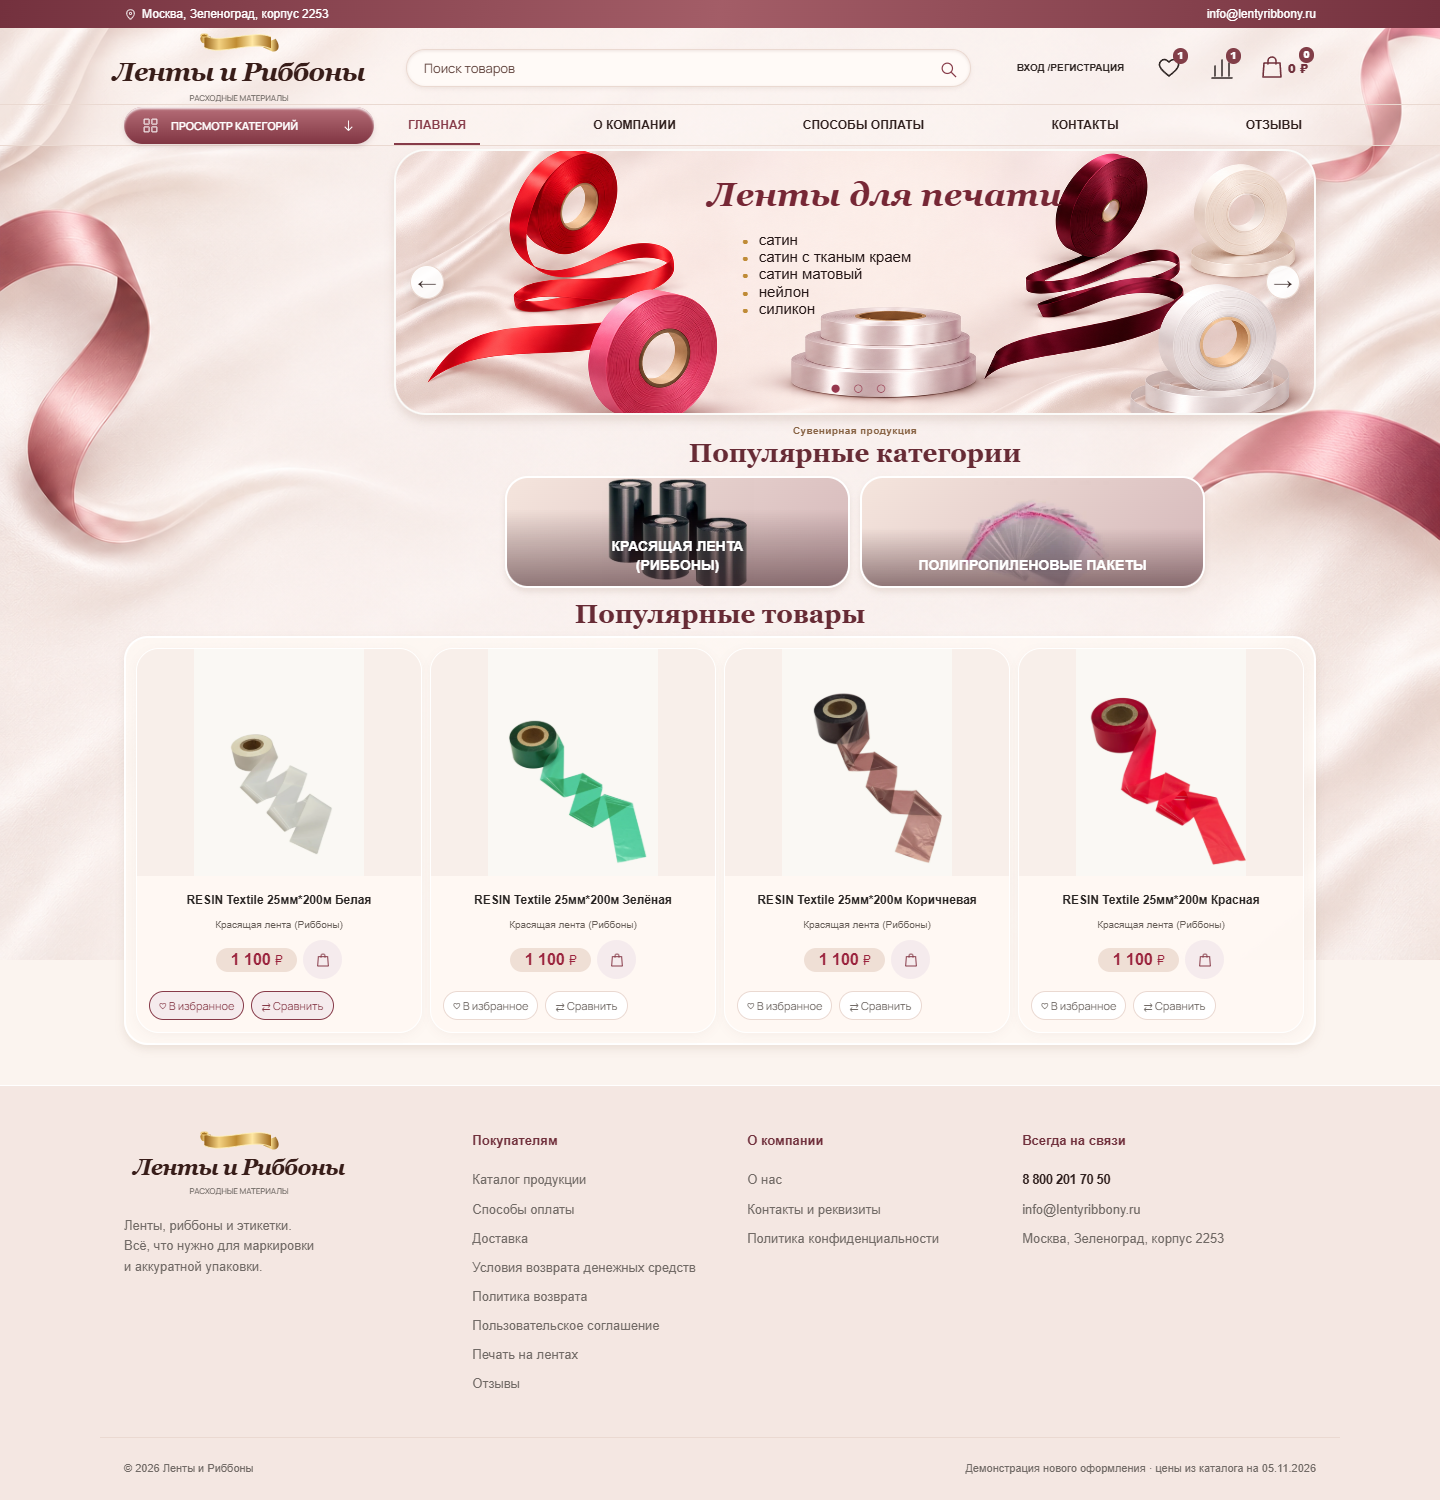 Москва, Зеленоград, корпус 2253
info@lentyribbony.ru
Ленты и Риббоны
РАСХОДНЫЕ МАТЕРИАЛЫ
Поиск товаров
ВХОД /РЕГИСТРАЦИЯ
1
1
0
0 ₽
ПРОСМОТР КАТЕГОРИЙ
ГЛАВНАЯ
О КОМПАНИИ
СПОСОБЫ ОПЛАТЫ
КОНТАКТЫ
ОТЗЫВЫ
Ленты для печати
сатин
сатин с тканым краем
сатин матовый
нейлон
силикон
Сувенирная продукция
Популярные категории
КРАСЯЩАЯ ЛЕНТА
(РИББОНЫ)
ПОЛИПРОПИЛЕНОВЫЕ ПАКЕТЫ
Популярные товары
RESIN Textile 25мм*200м Белая
Красящая лента (Риббоны)
1 100 ₽
В избранное
Сравнить
RESIN Textile 25мм*200м Зелёная
Красящая лента (Риббоны)
1 100 ₽
В избранное
Сравнить
RESIN Textile 25мм*200м Коричневая
Красящая лента (Риббоны)
1 100 ₽
В избранное
Сравнить
RESIN Textile 25мм*200м Красная
Красящая лента (Риббоны)
1 100 ₽
В избранное
Сравнить
Ленты и Риббоны
РАСХОДНЫЕ МАТЕРИАЛЫ
Ленты, риббоны и этикетки.
Всё, что нужно для маркировки
и аккуратной упаковки.
Покупателям
Каталог продукции
Способы оплаты
Доставка
Условия возврата денежных средств
Политика возврата
Пользовательское соглашение
Печать на лентах
Отзывы
О компании
О нас
Контакты и реквизиты
Политика конфиденциальности
Всегда на связи
8 800 201 70 50
info@lentyribbony.ru
Москва, Зеленоград, корпус 2253
© 2026 Ленты и Риббоны
Демонстрация нового оформления · цены из каталога на 05.11.2026